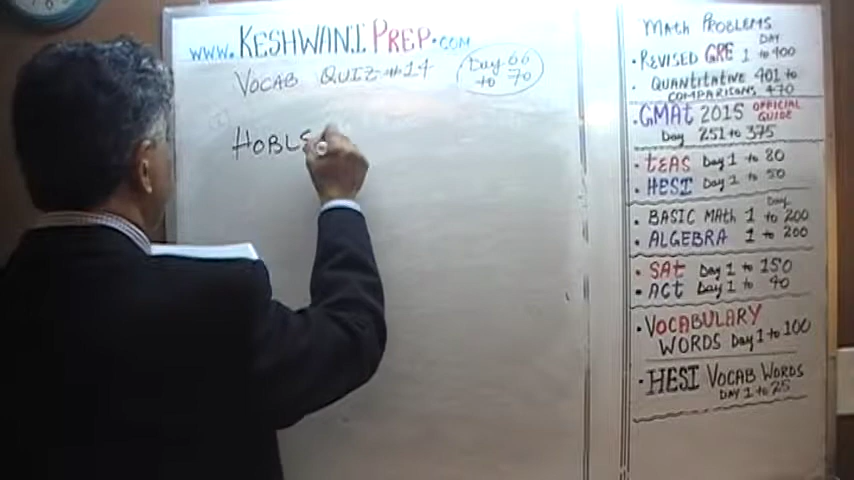 www.KESHWANI PREP.com
VOCAB QUIZ #14
Day 66
to 70
HOBLE
Math PROBLEMS
DAY
• REVISED GRE 1 to 400
• QUANTITATIVE 401 to
COMPARISONS 470
• GMAt 2015 OFFICIAL
GUIDE
Day 251 to 375
• tEAS Day 1 to 80
• HESI Day 1 to 50
Day
• BASIC Math 1 to 200
• ALGEBRA 1 to 200
• SAt Day 1 to 150
• ACt Day 1 to 40
• VOCABULARY
WORDS Day 1 to 100
• HESI VOCAB WORDS
DAY 1 to 25